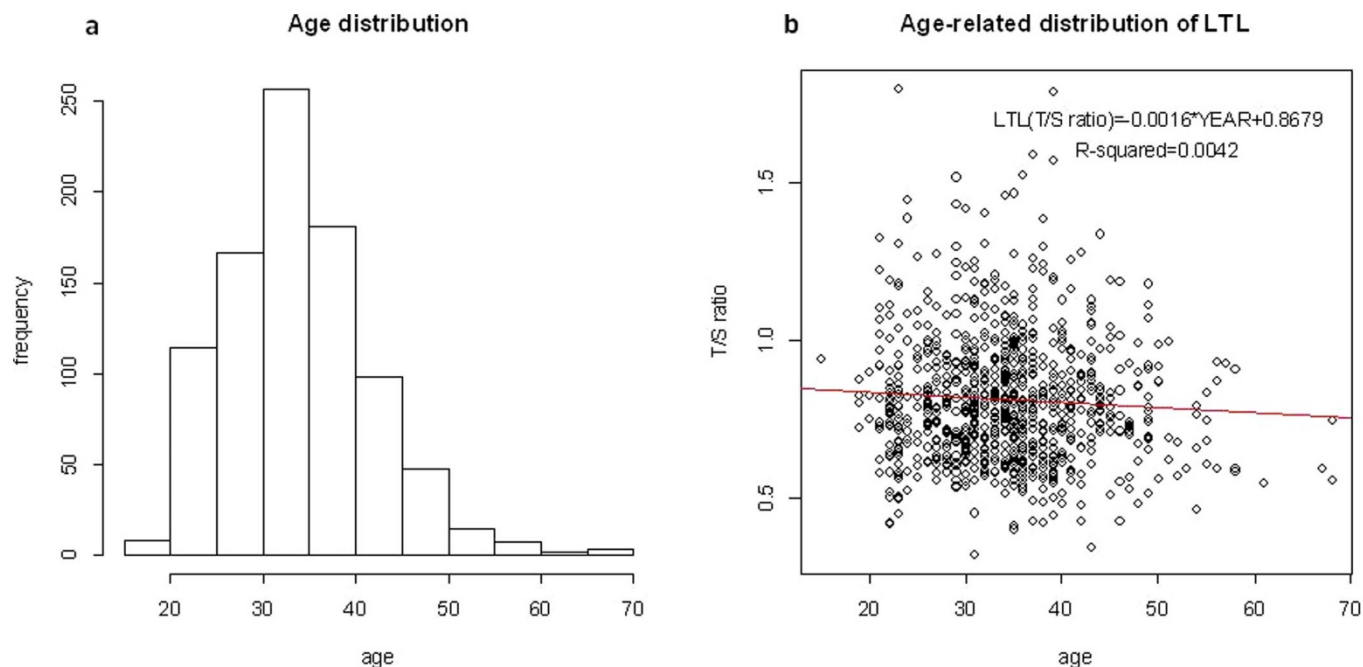 a Age distribution
frequency
0 50 100 150 200 250
20 30 40 50 60 70
age
b Age-related distribution of LTL
LTL(T/S ratio)=-0.0016*YEAR+0.8679
R-squared=0.0042
T/S ratio
0.5 1.0 1.5
20 30 40 50 60 70
age